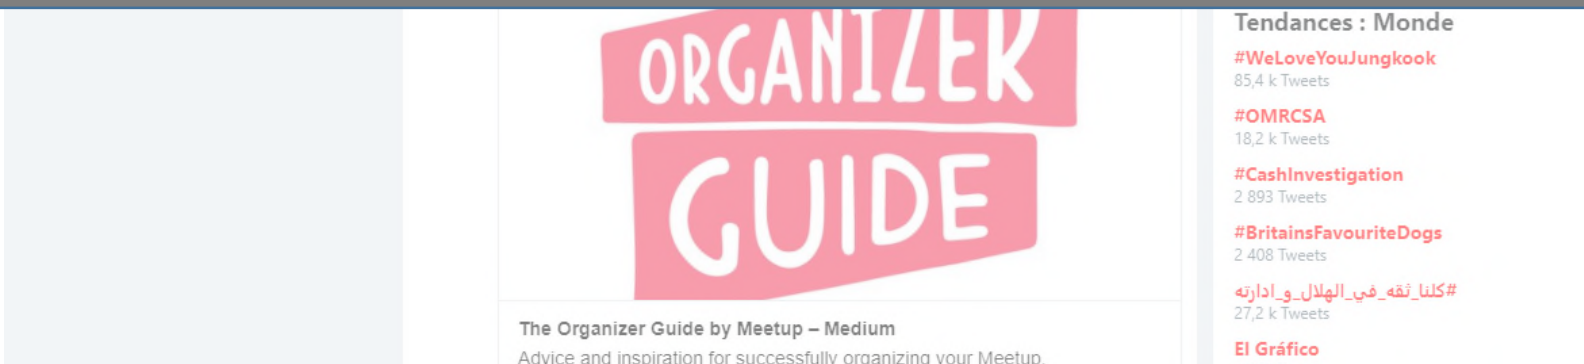 ORGANIZER
GUIDE
The Organizer Guide by Meetup – Medium
Advice and inspiration for successfully organizing your Meetup.
Tendances : Monde
#WeLoveYouJungkook
85,4 k Tweets
#OMRCSA
18,2 k Tweets
#CashInvestigation
2 893 Tweets
#BritainsFavouriteDogs
2 408 Tweets
#كلنا_ثقه_في_الهلال_و_ادارته
27,2 k Tweets
El Gráfico